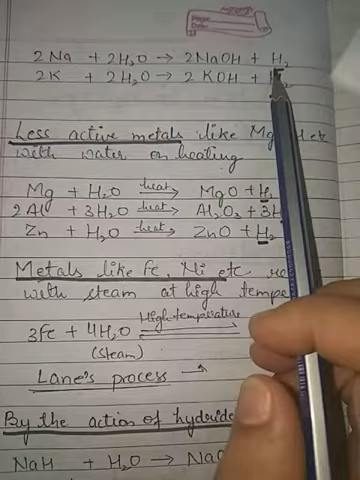 2Na + 2H₂O → 2NaOH + H₂
2K + 2H₂O → 2KOH +
Less active metals like Mg
with water on heating
Mg + H₂O heat→ MgO + H₂
2Al + 3H₂O heat→ Al₂O₃ + 3H
Zn + H₂O heat→ ZnO + H₂
Metals like Fe, Ni etc
with steam at high tempe
High temperature
3Fe + 4H₂O ⇌
(Steam)
Lane's process →
By the action of hydride
NaH + H₂O → NaO